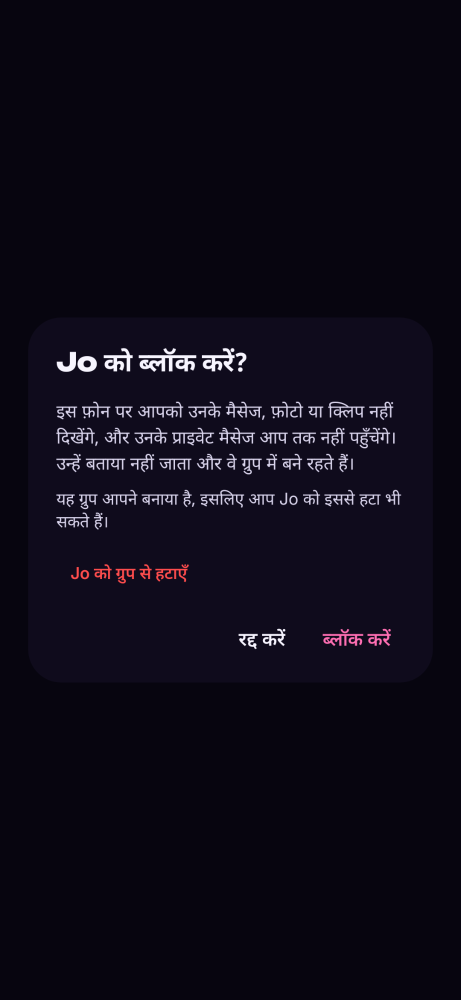 Jo को ब्लॉक करें?
इस फ़ोन पर आपको उनके मैसेज, फ़ोटो या क्लिप नहीं
दिखेंगे, और उनके प्राइवेट मैसेज आप तक नहीं पहुँचेंगे।
उन्हें बताया नहीं जाता और वे ग्रुप में बने रहते हैं।
यह ग्रुप आपने बनाया है, इसलिए आप Jo को इससे हटा भी
सकते हैं।
Jo को ग्रुप से हटाएँ
रद्द करें
ब्लॉक करें